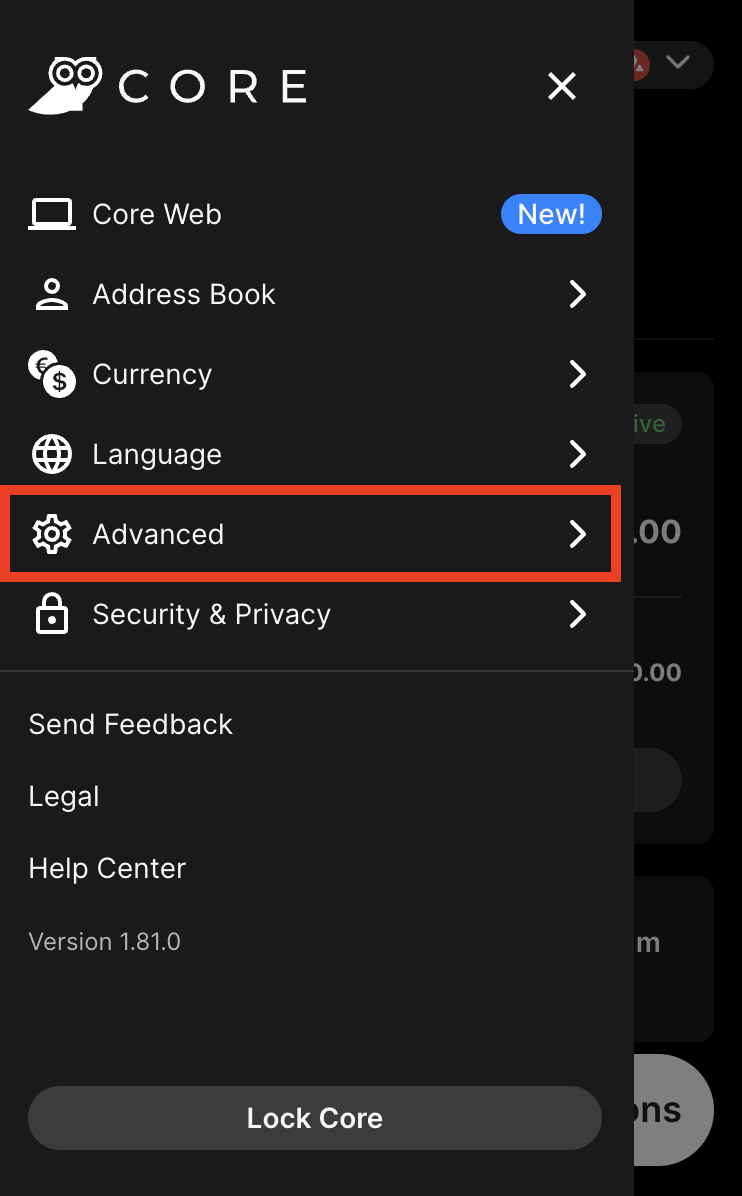 CORE
Core Web
New!
Address Book
Currency
Language
Advanced
Security & Privacy
Send Feedback
Legal
Help Center
Version 1.81.0
Lock Core
ive
.00
0.00
m
ons